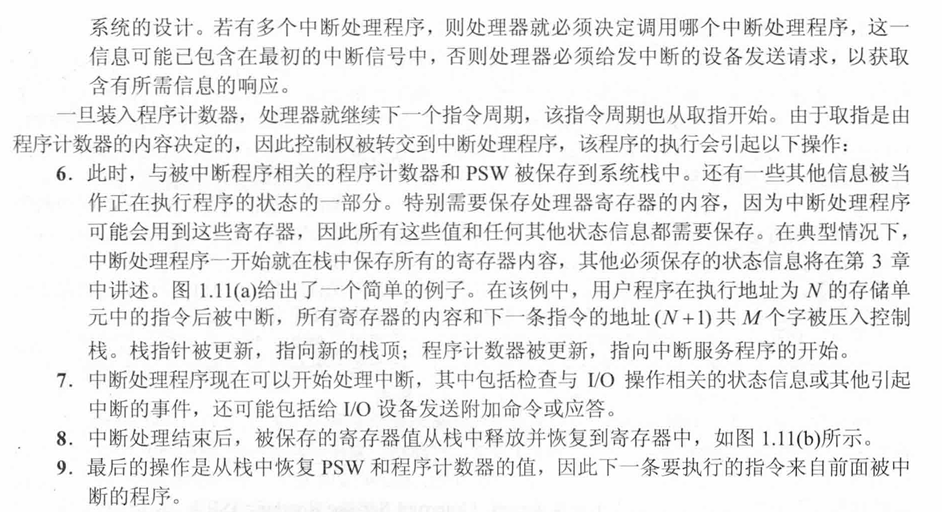 系统的设计。若有多个中断处理程序，则处理器就必须决定调用哪个中断处理程序，这一
信息可能已包含在最初的中断信号中，否则处理器必须给发中断的设备发送请求，以获取
含有所需信息的响应。
一旦装入程序计数器，处理器就继续下一个指令周期，该指令周期也从取指开始。由于取指是由
程序计数器的内容决定的，因此控制权被转交到中断处理程序，该程序的执行会引起以下操作：
6．此时，与被中断程序相关的程序计数器和 PSW 被保存到系统栈中。还有一些其他信息被当
作正在执行程序的状态的一部分。特别需要保存处理器寄存器的内容，因为中断处理程序
可能会用到这些寄存器，因此所有这些值和任何其他状态信息都需要保存。在典型情况下，
中断处理程序一开始就在栈中保存所有的寄存器内容，其他必须保存的状态信息将在第 3 章
中讲述。图 1.11(a)给出了一个简单的例子。在该例中，用户程序在执行地址为 N 的存储单
元中的指令后被中断，所有寄存器的内容和下一条指令的地址(N+1)共 M 个字被压入控制
栈。栈指针被更新，指向新的栈顶；程序计数器被更新，指向中断服务程序的开始。
7．中断处理程序现在可以开始处理中断，其中包括检查与 I/O 操作相关的状态信息或其他引起
中断的事件，还可能包括给 I/O 设备发送附加命令或应答。
8．中断处理结束后，被保存的寄存器值从栈中释放并恢复到寄存器中，如图 1.11(b)所示。
9．最后的操作是从栈中恢复 PSW 和程序计数器的值，因此下一条要执行的指令来自前面被中
断的程序。